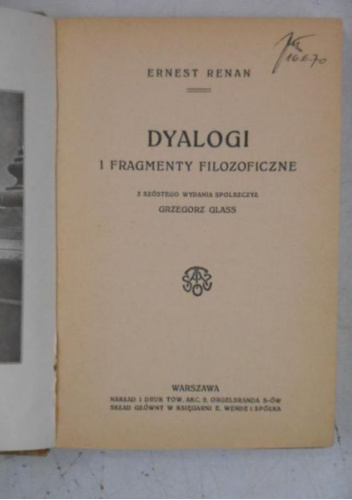 16670
ERNEST RENAN
DYALOGI
I FRAGMENTY FILOZOFICZNE
Z SZÓSTEGO WYDANIA SPOLSZCZYŁ
GRZEGORZ GLASS
WARSZAWA
NAKŁAD I DRUK TOW. AKC. S. ORGELBRANDA S-ÓW
SKŁAD GŁÓWNY W KSIĘGARNI E. WENDE I SPÓŁKA